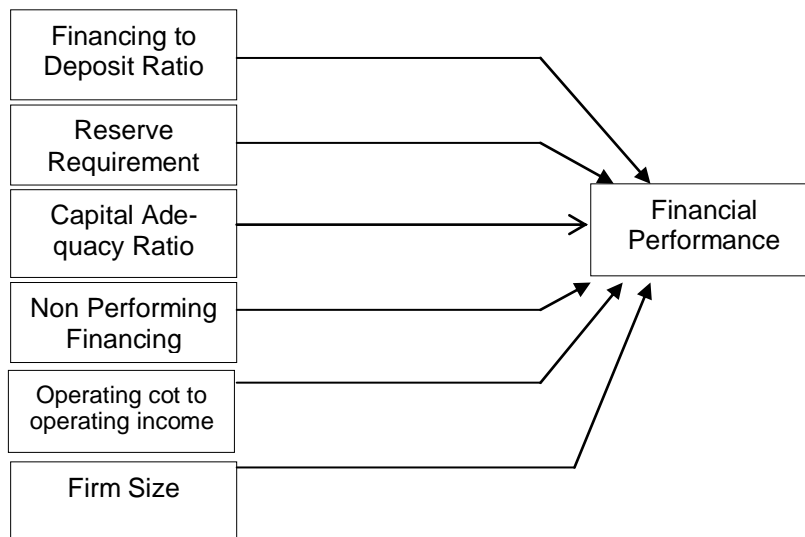 Financing to
Deposit Ratio
Reserve
Requirement
Capital Ade-
quacy Ratio
Non Performing
Financing
Operating cot to
operating income
Firm Size
Financial
Performance